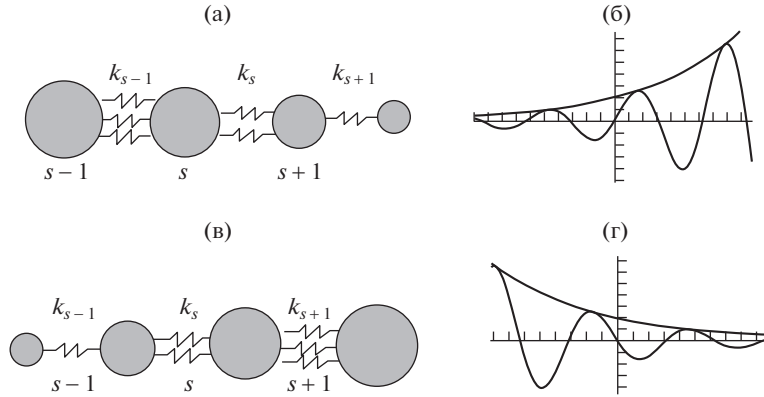 (а)
(б)
k_{s−1}
k_s
k_{s+1}
s−1
s
s+1
(в)
(г)
k_{s−1}
k_s
k_{s+1}
s−1
s
s+1